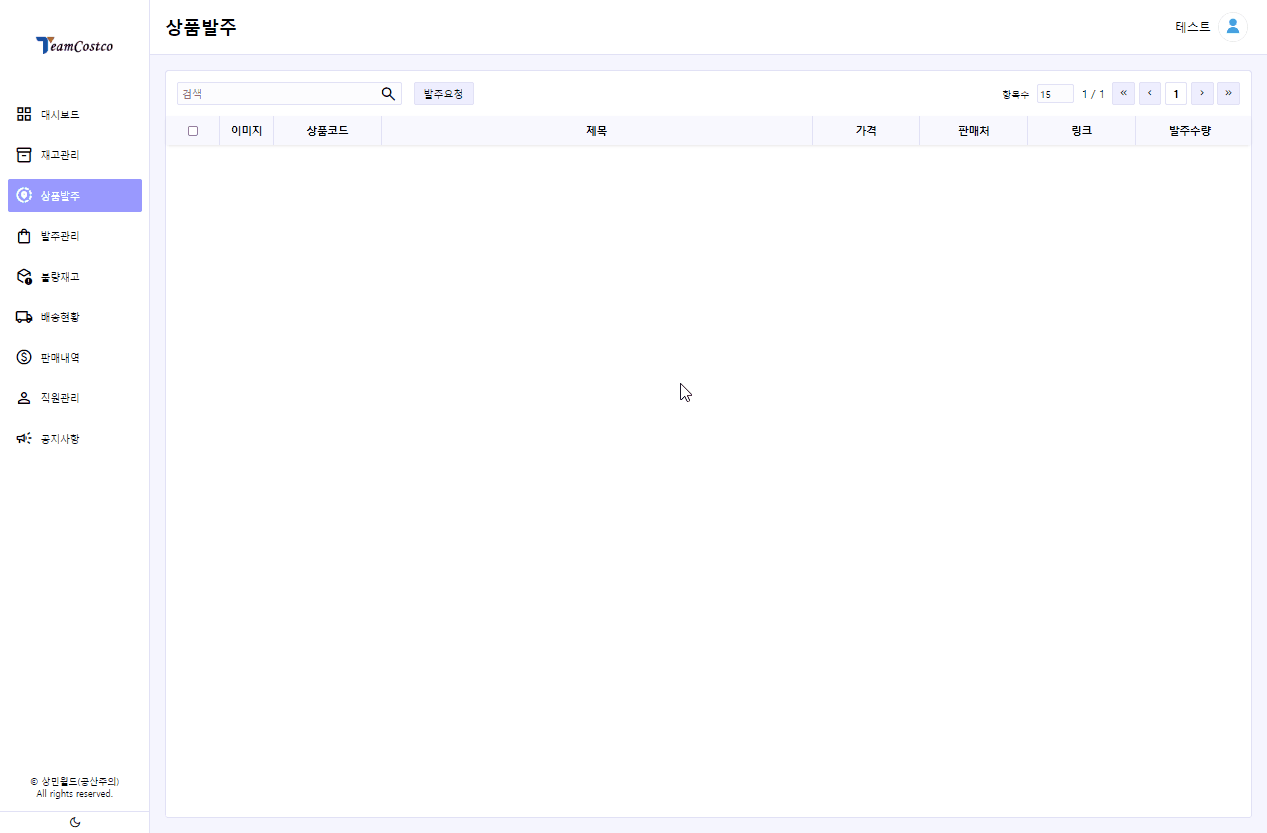 TeamCostco
대시보드
재고관리
상품발주
발주관리
불량재고
배송현황
판매내역
직원관리
공지사항
© 상민월드(공산주의)
All rights reserved.
상품발주
테스트
검색 발주요청 항목수 15 1 / 1 « ‹ 1 › »
이미지 상품코드 제목 가격 판매처 링크 발주수량